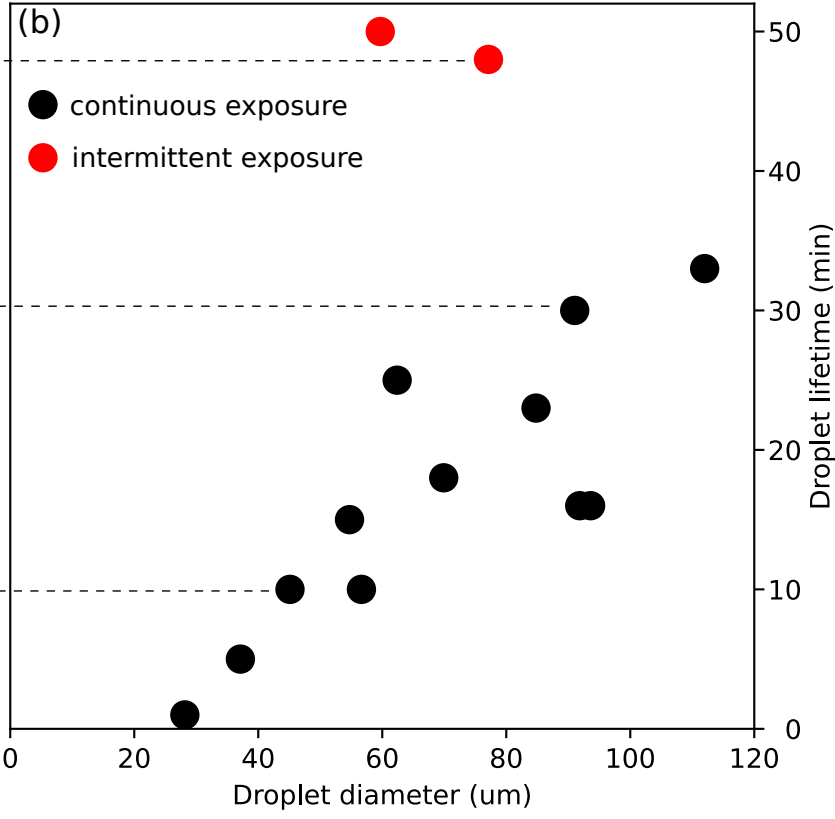 (b)
continuous exposure
intermittent exposure
50
40
30
20
10
0
Droplet lifetime (min)
0 20 40 60 80 100 120
Droplet diameter (um)